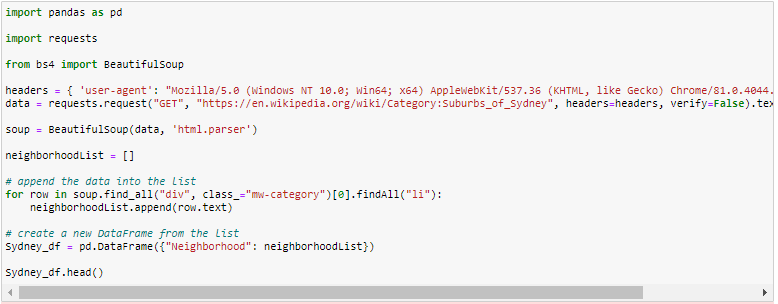 import pandas as pd
import requests
from bs4 import BeautifulSoup
headers = { 'user-agent': "Mozilla/5.0 (Windows NT 10.0; Win64; x64) AppleWebKit/537.36 (KHTML, like Gecko) Chrome/81.0.4044.
data = requests.request("GET", "https://en.wikipedia.org/wiki/Category:Suburbs_of_Sydney", headers=headers, verify=False).tex
soup = BeautifulSoup(data, 'html.parser')
neighborhoodList = []
# append the data into the list
for row in soup.find_all("div", class_="mw-category")[0].findAll("li"):
    neighborhoodList.append(row.text)
# create a new DataFrame from the list
Sydney_df = pd.DataFrame({"Neighborhood": neighborhoodList})
Sydney_df.head()